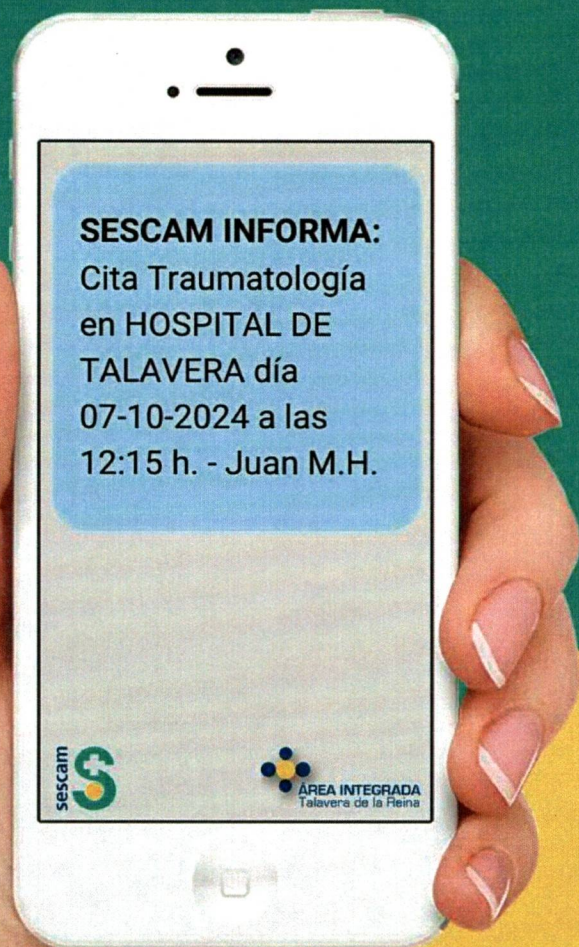 SESCAM INFORMA:
Cita Traumatología
en HOSPITAL DE
TALAVERA día
07-10-2024 a las
12:15 h. - Juan M.H.
sescam
ÁREA INTEGRADA
Talavera de la Reina